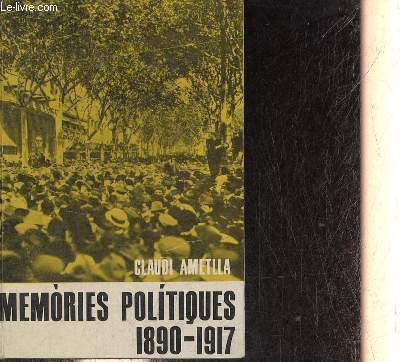 Le-livre.com
CLAUDI AMETLLA
MEMÒRIES POLÍTIQUES
1890-1917